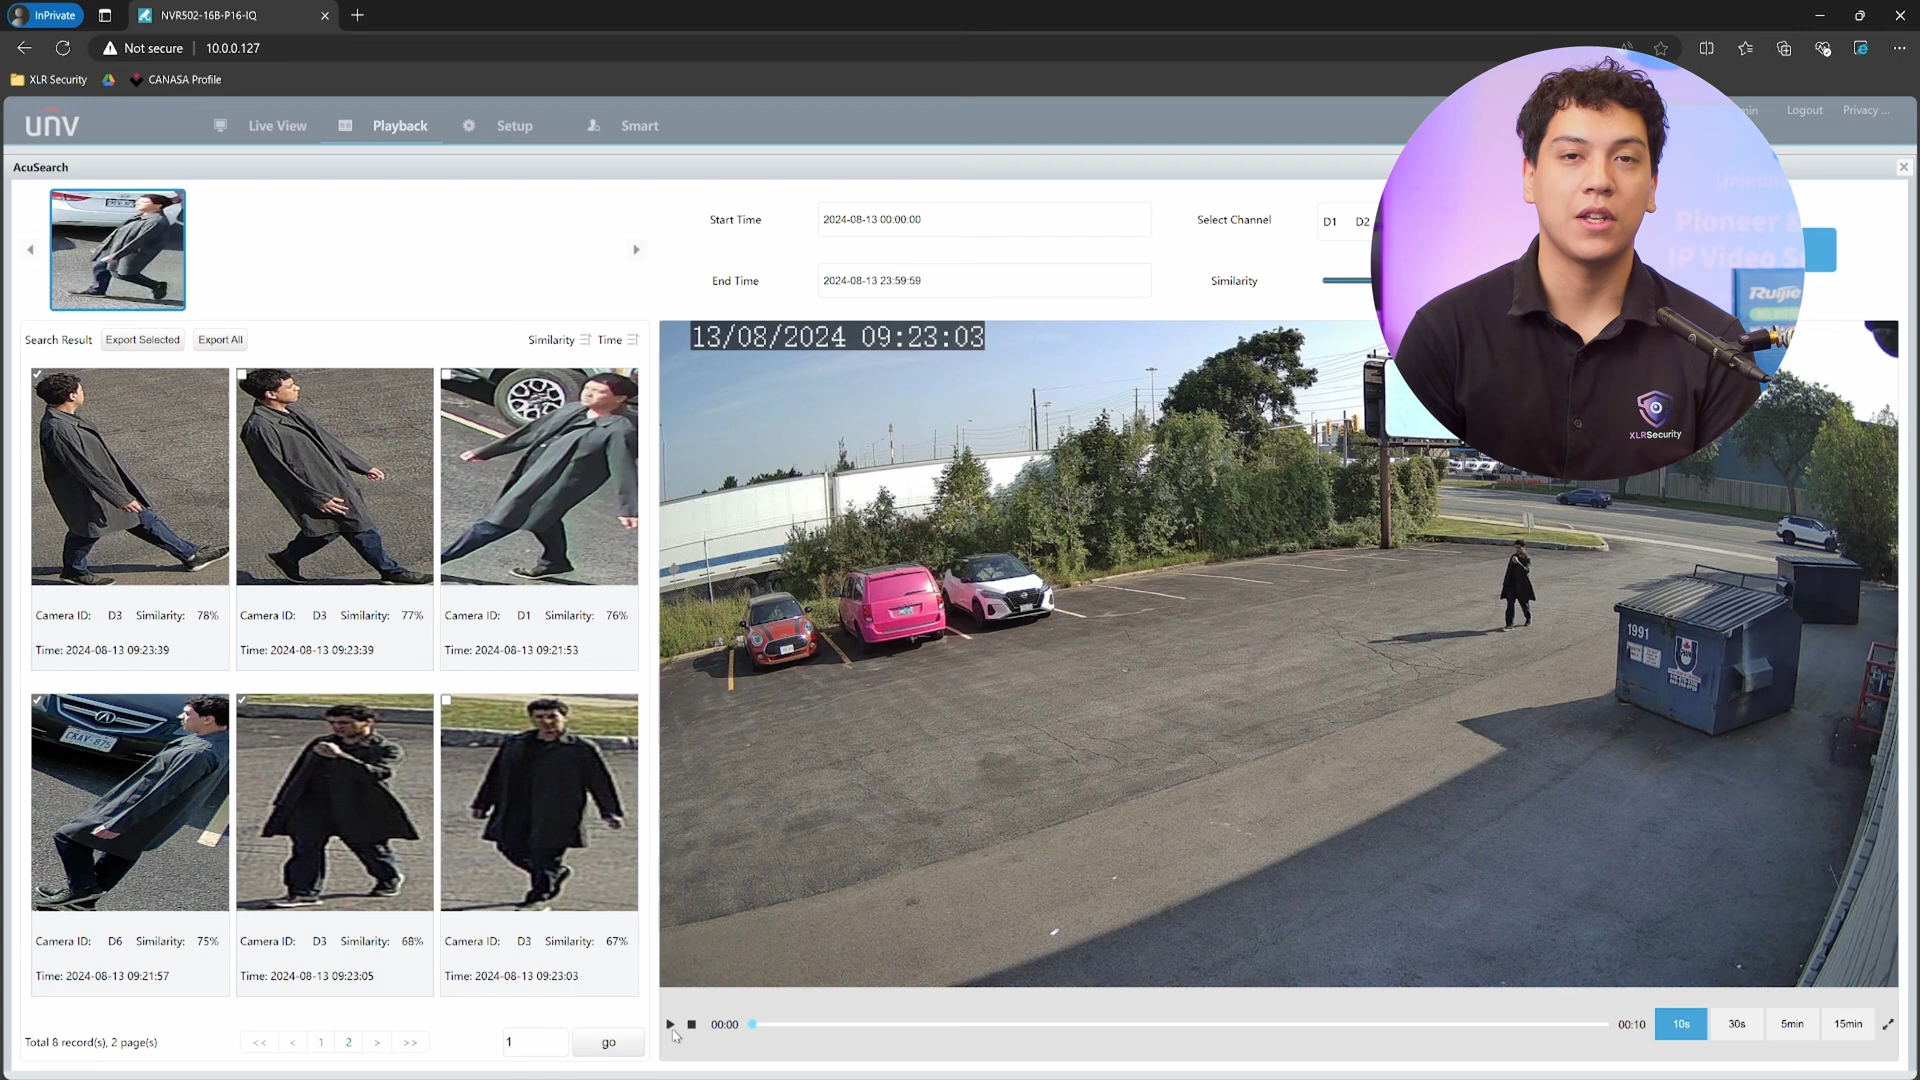 InPrivate
NVR502-16B-P16-IQ
Not secure
10.0.0.127
XLR Security
CANASA Profile
unv
Live View
Playback
Setup
Smart
Logout
Privacy ...
AcuSearch
Start Time
2024-08-13 00:00:00
Select Channel
D1 D2
End Time
2024-08-13 23:59:59
Similarity
Pioneer &
IP Video
Ruijie
XLRSecurity
Search Result
Export Selected
Export All
Similarity
Time
13/08/2024 09:23:03
Camera ID: D3 Similarity: 78%
Time: 2024-08-13 09:23:39
Camera ID: D3 Similarity: 77%
Time: 2024-08-13 09:23:39
Camera ID: D1 Similarity: 76%
Time: 2024-08-13 09:21:53
CKAY-875
Camera ID: D6 Similarity: 75%
Time: 2024-08-13 09:21:57
Camera ID: D3 Similarity: 68%
Time: 2024-08-13 09:23:05
Camera ID: D3 Similarity: 67%
Time: 2024-08-13 09:23:03
1991
Total 8 record(s), 2 page(s)
<< < 1 2 > >>
1
go
00:00
00:10
10s
30s
5min
15min